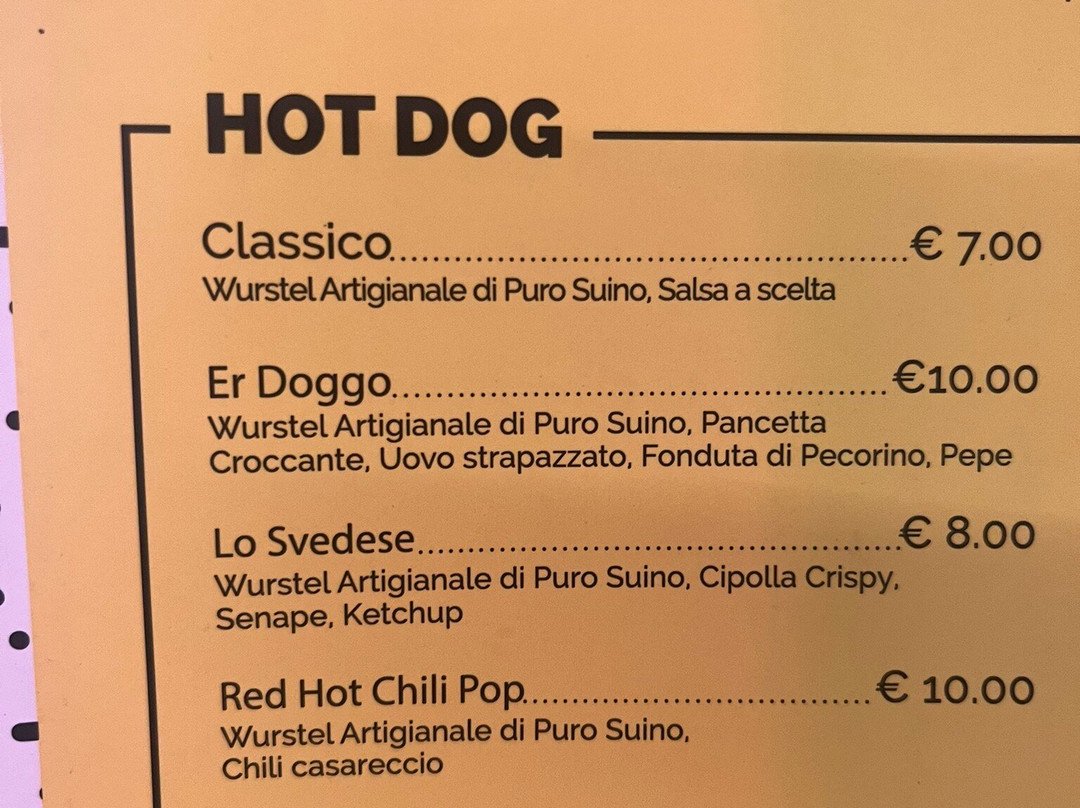 HOT DOG
Classico.............................................€ 7.00
Wurstel Artigianale di Puro Suino, Salsa a scelta
Er Doggo...........................................€10.00
Wurstel Artigianale di Puro Suino, Pancetta
Croccante, Uovo strapazzato, Fonduta di Pecorino, Pepe
Lo Svedese..........................................€ 8.00
Wurstel Artigianale di Puro Suino, Cipolla Crispy,
Senape, Ketchup
Red Hot Chili Pop..............................€ 10.00
Wurstel Artigianale di Puro Suino,
Chili casareccio